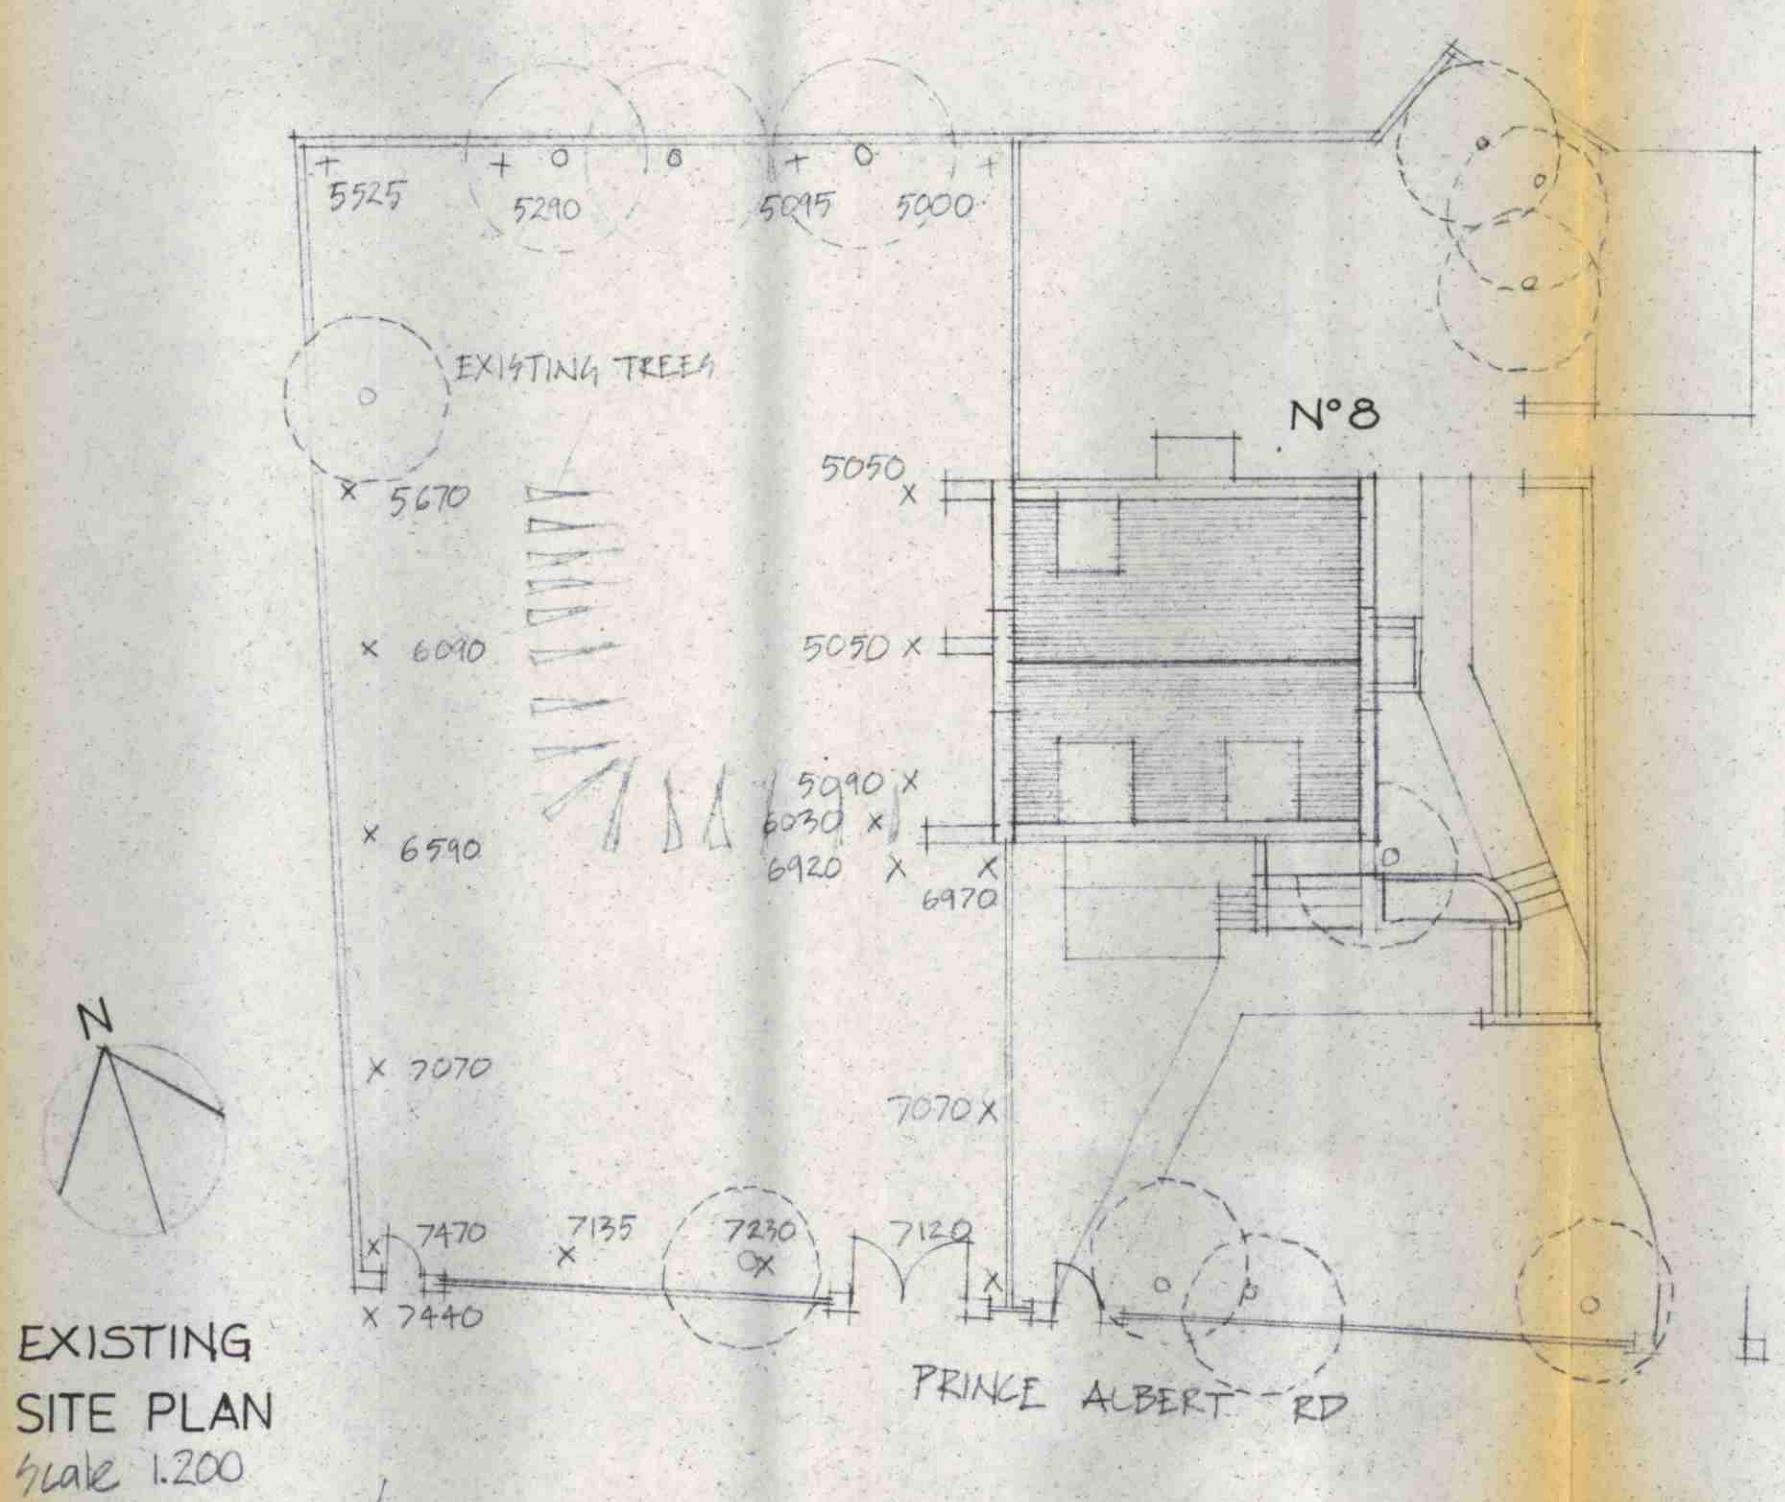 5525
5290
5095
5000
EXISTING TREES
N°8
5050
5670
6090
5050
5090
6030
6590
6920
6970
N
7070
7070
7470
7135
7230
7120
7440
EXISTING
SITE PLAN
Scale 1.200
PRINCE ALBERT RD